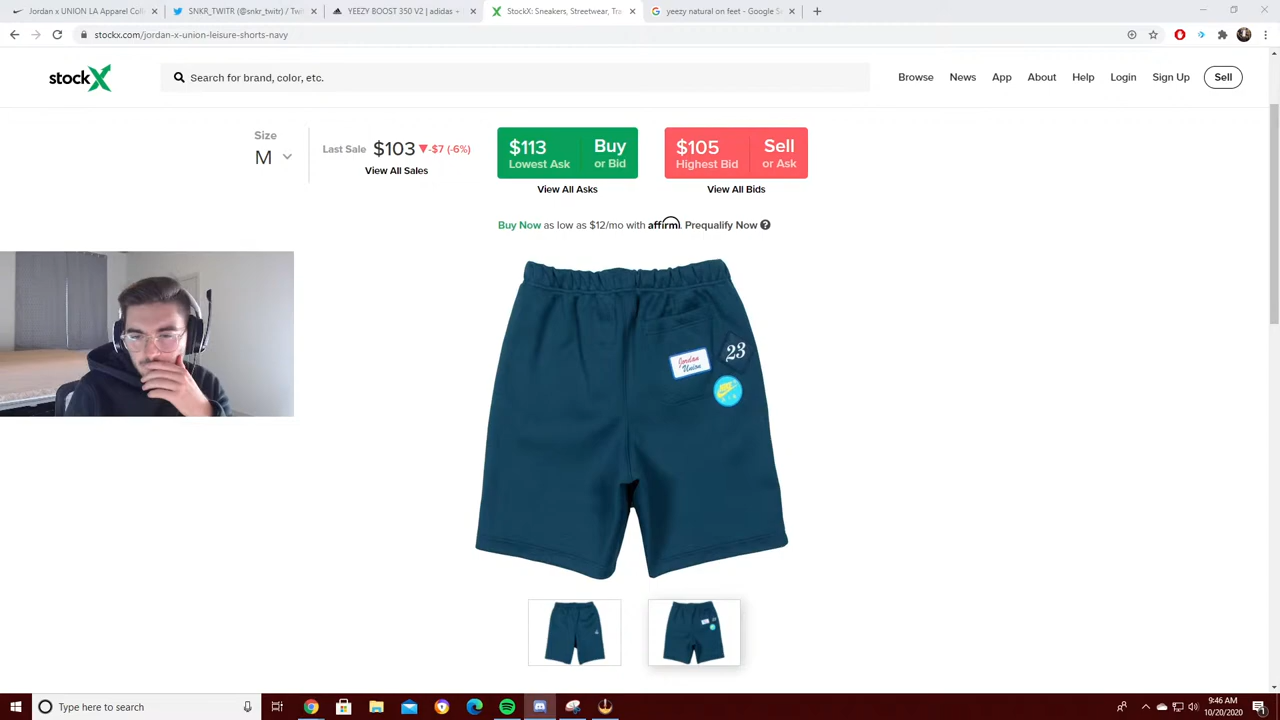 Jordan x UNION LA Apparel Coll
SNKR_TWITR (@snkr_twitr) / Twi
YEEZY BOOST 350 V2 | adidas
StockX: Sneakers, Streetwear, Tra
yeezy natural on feet - Google Se
stockx.com/jordan-x-union-leisure-shorts-navy
stockX
Search for brand, color, etc.
Browse News App About Help Login Sign Up Sell
Size
M
Last Sale $103 ▼-$7 (-6%)
View All Sales
$113 Buy
Lowest Ask or Bid
View All Asks
$105 Sell
Highest Bid or Ask
View All Bids
Buy Now as low as $12/mo with affirm. Prequalify Now ?
23
Jordan
Union
Type here to search
9:46 AM
10/20/2020